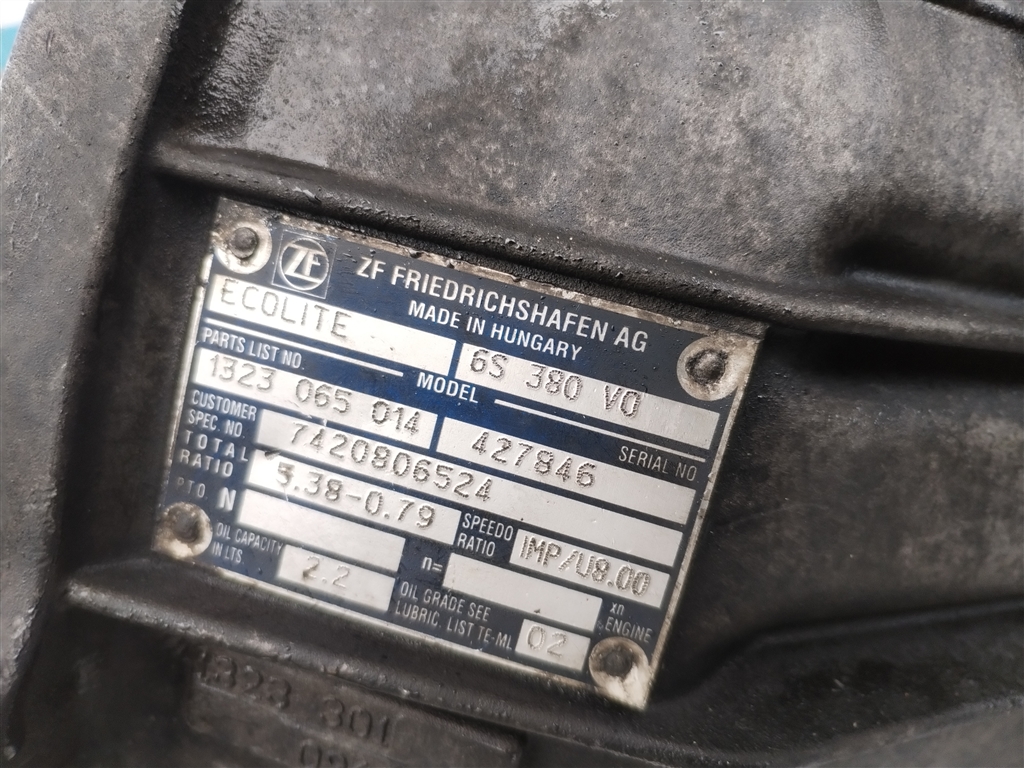 ZF
ZF FRIEDRICHSHAFEN AG
MADE IN HUNGARY
ECOLITE
6S 380 VO
PARTS LIST NO.
MODEL
1323 065 014
427846
SERIAL NO
CUSTOMER
SPEC. NO.
7420806524
TOTAL
RATIO
5.38-0.79
SPEEDO
RATIO
IMP/U8.00
PTO
N
n=
xn
ENGINE
OIL CAPACITY
IN LTS
2.2
OIL GRADE SEE
LUBRIC. LIST TE-ML
02
1323 301